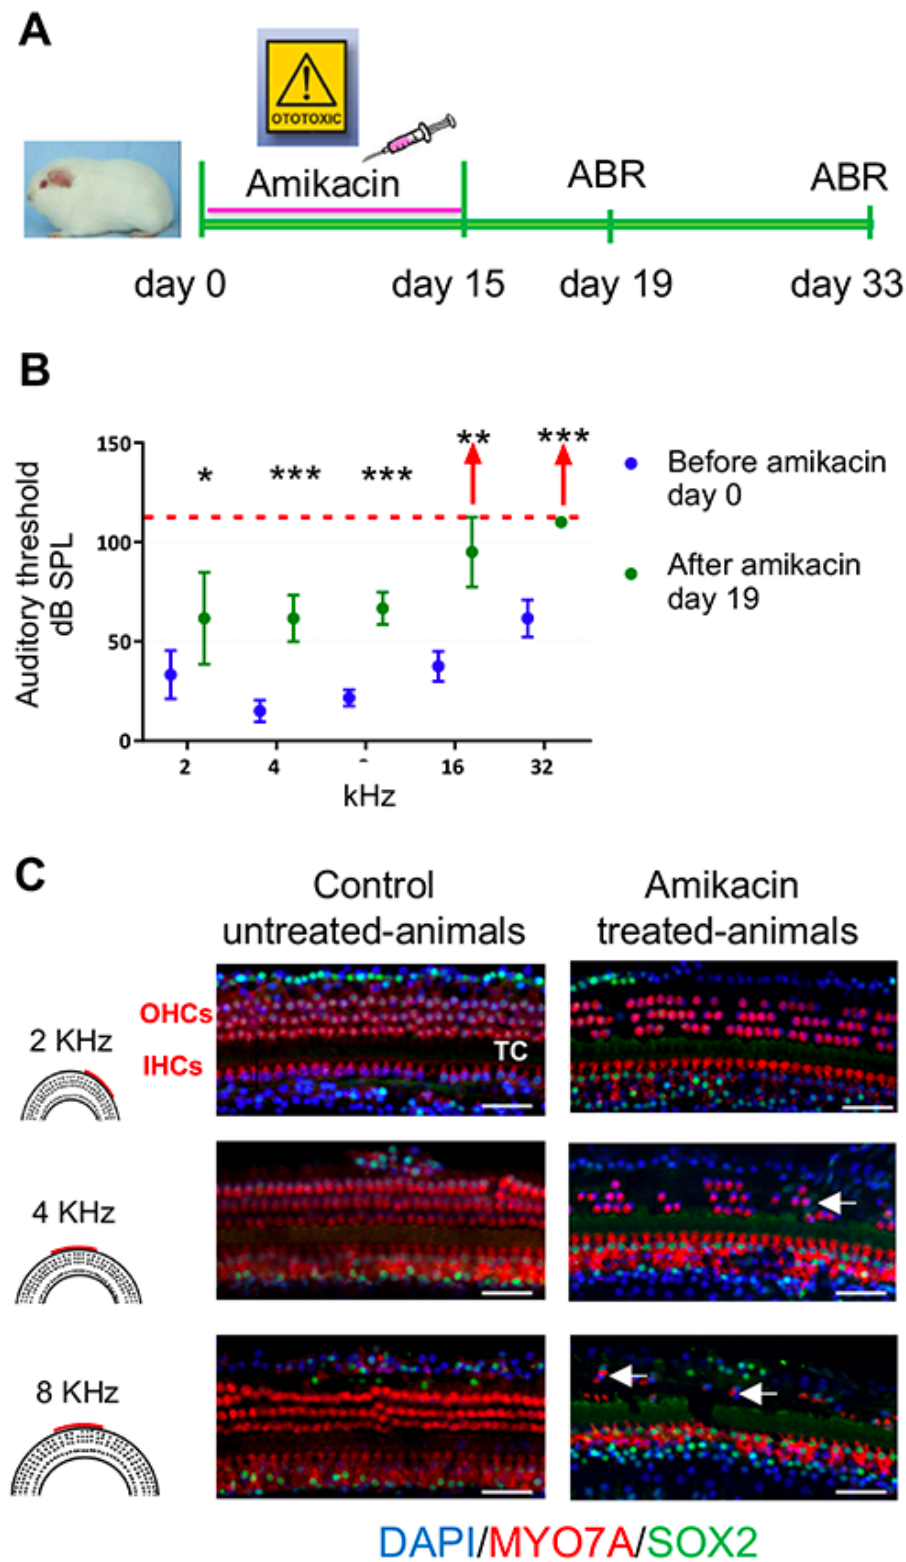 A
OTOTOXIC
Amikacin
ABR
ABR
day 0
day 15
day 19
day 33
B
Auditory threshold
dB SPL
150
100
50
0
*
***
***
**
***
2
4
16
32
kHz
Before amikacin
day 0
After amikacin
day 19
C
Control
untreated-animals
Amikacin
treated-animals
2 KHz
OHCs
IHCs
TC
4 KHz
8 KHz
DAPI/MYO7A/SOX2